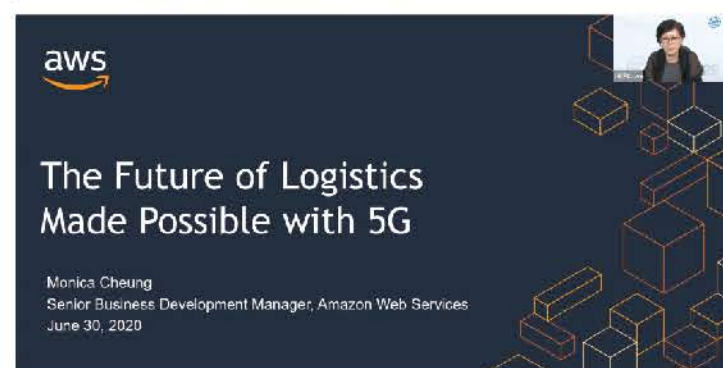 aws
The Future of Logistics
Made Possible with 5G
Monica Cheung
Senior Business Development Manager, Amazon Web Services
June 30, 2020